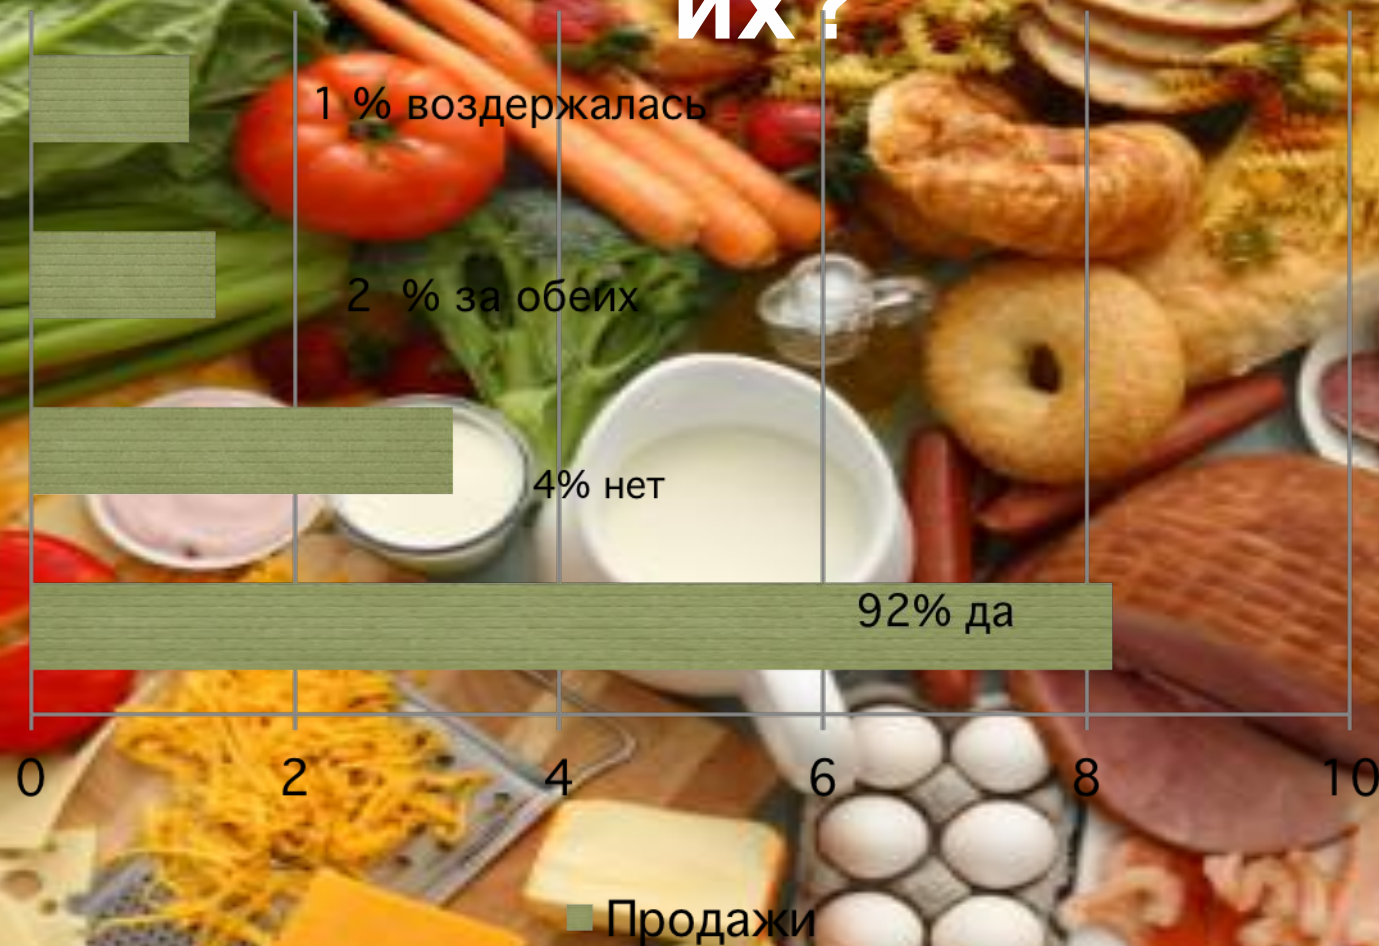 их?
1 % воздержалась
2 % за обеих
4% нет
92% да
0 2 4 6 8 10
Продажи